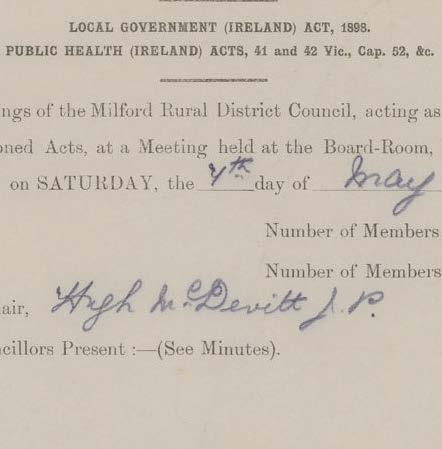 LOCAL GOVERNMENT (IRELAND) ACT, 1898.
PUBLIC HEALTH (IRELAND) ACTS, 41 and 42 Vic., Cap. 52, &c.
ngs of the Milford Rural District Council, acting as
oned Acts, at a Meeting held at the Board-Room,
on SATURDAY, the 7th day of May
Number of Members
Number of Members
air, Hugh McDevitt J.P.
ncillors Present :—(See Minutes).